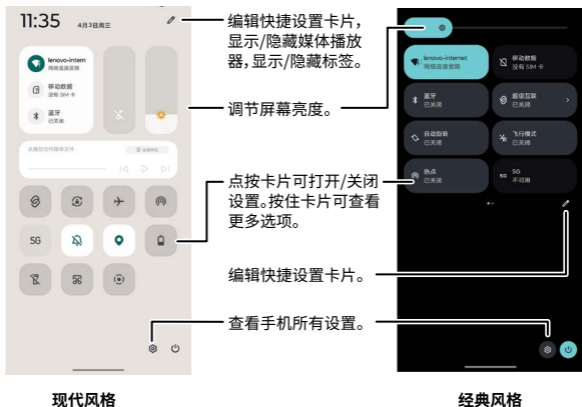 11:35 4月3日周三
lenovo-intern
网络连接受限
移动数据
没有 SIM 卡
蓝牙
已关闭
5G
编辑快捷设置卡片，
显示/隐藏媒体播放
器，显示/隐藏标签。
调节屏幕亮度。
点按卡片可打开/关闭
设置。按住卡片可查看
更多选项。
编辑快捷设置卡片。
查看手机所有设置。
lenovo-internet
网络连接受限
移动数据
没有 SIM 卡
蓝牙
已关闭
超级互联
已关闭
自动旋转
已关闭
飞行模式
已关闭
热点
已关闭
5G 5G
不可用
现代风格
经典风格